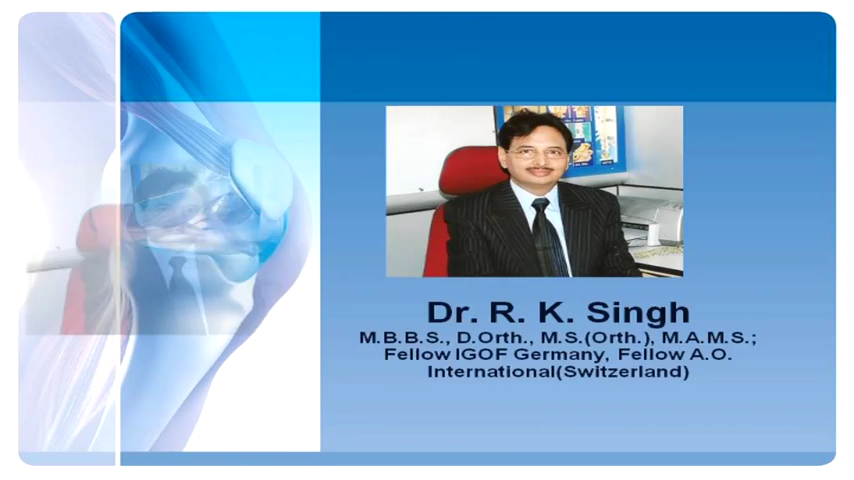 Dr. R. K. Singh
M.B.B.S., D.Orth., M.S.(Orth.), M.A.M.S.;
Fellow IGOF Germany, Fellow A.O.
International(Switzerland)